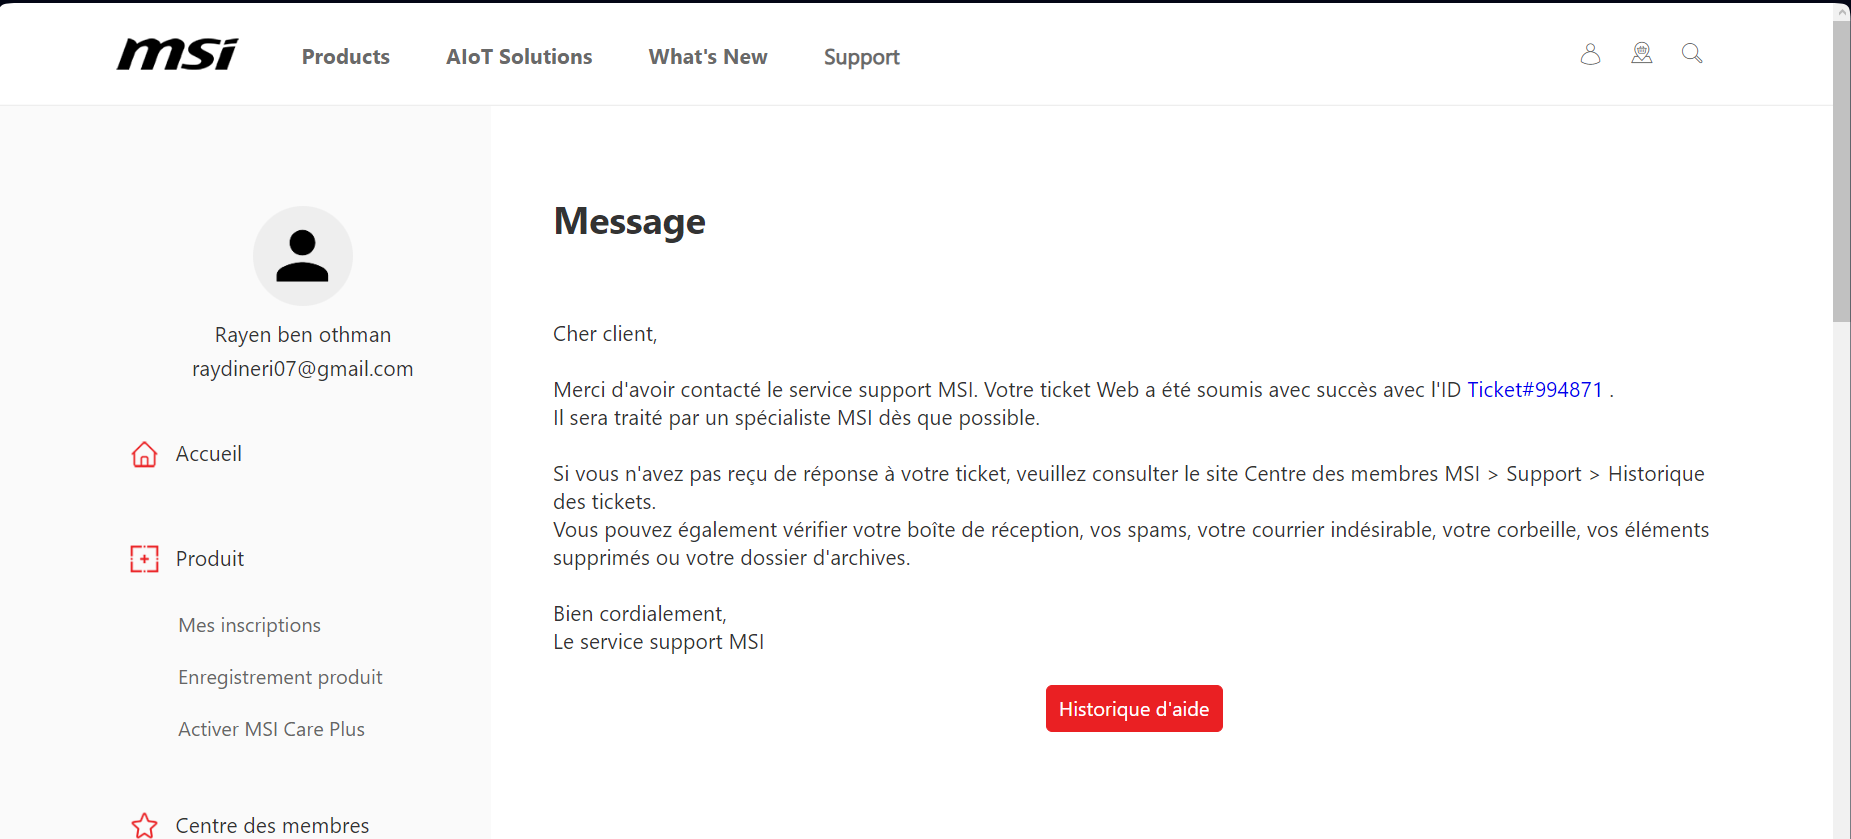 msi
Products
AIoT Solutions
What's New
Support
Rayen ben othman
raydineri07@gmail.com
Accueil
Produit
Mes inscriptions
Enregistrement produit
Activer MSI Care Plus
Centre des membres
Message
Cher client,
Merci d'avoir contacté le service support MSI. Votre ticket Web a été soumis avec succès avec l'ID Ticket#994871 .
Il sera traité par un spécialiste MSI dès que possible.
Si vous n'avez pas reçu de réponse à votre ticket, veuillez consulter le site Centre des membres MSI > Support > Historique
des tickets.
Vous pouvez également vérifier votre boîte de réception, vos spams, votre courrier indésirable, votre corbeille, vos éléments
supprimés ou votre dossier d'archives.
Bien cordialement,
Le service support MSI
Historique d'aide